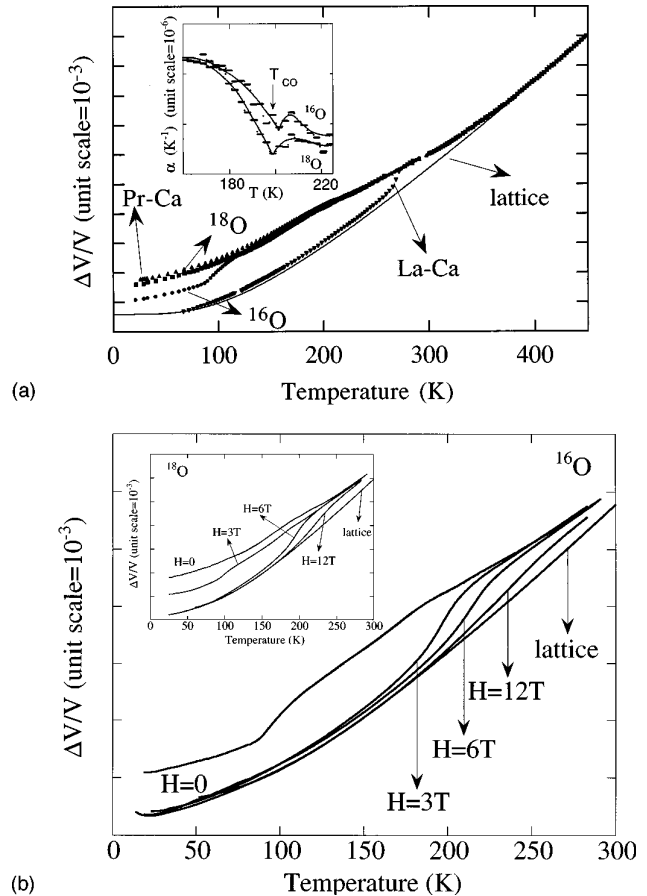 (a)
ΔV/V (unit scale=10⁻³)
α (K⁻¹) (unit scale=10⁻⁶)
T_CO
¹⁶O
¹⁸O
180 200 220
T (K)
Pr-Ca
¹⁸O
¹⁶O
lattice
La-Ca
0 100 200 300 400
Temperature (K)
(b)
ΔV/V (unit scale=10⁻³)
¹⁸O
ΔV/V (unit scale=10⁻³)
H=6T
H=3T
H=0
lattice
H=12T
0 50 100 150 200 250 300
Temperature (K)
¹⁶O
lattice
H=12T
H=6T
H=0
H=3T
0 50 100 150 200 250 300
Temperature (K)